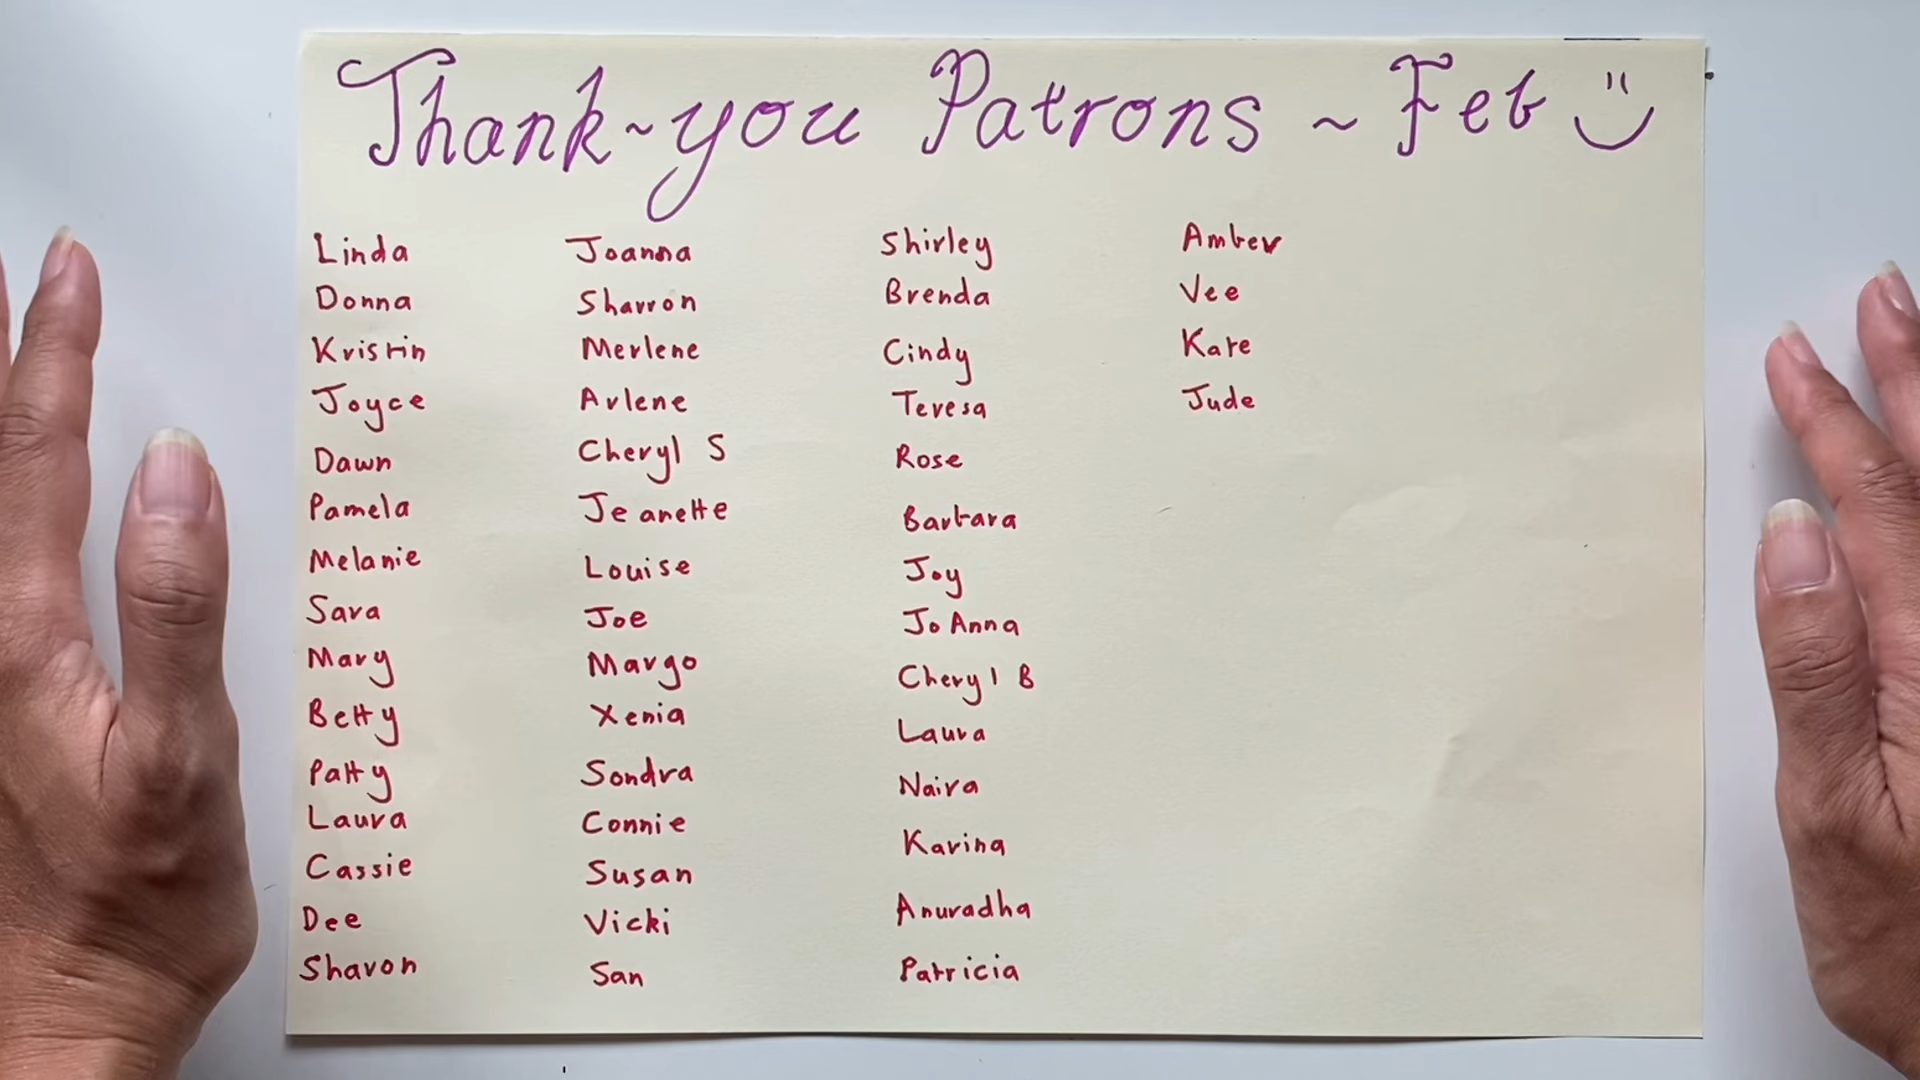 Thank~you Patrons ~ Feb
Linda
Donna
Kristin
Joyce
Dawn
Pamela
Melanie
Sara
Mary
Betty
Patty
Laura
Cassie
Dee
Sharon
Joanna
Sharron
Merlene
Arlene
Cheryl S
Jeanette
Louise
Joe
Margo
Xenia
Sondra
Connie
Susan
Vicki
San
Shirley
Brenda
Cindy
Teresa
Rose
Barbara
Joy
JoAnna
Cheryl B
Laura
Naira
Karina
Anuradha
Patricia
Amber
Vee
Kate
Jude